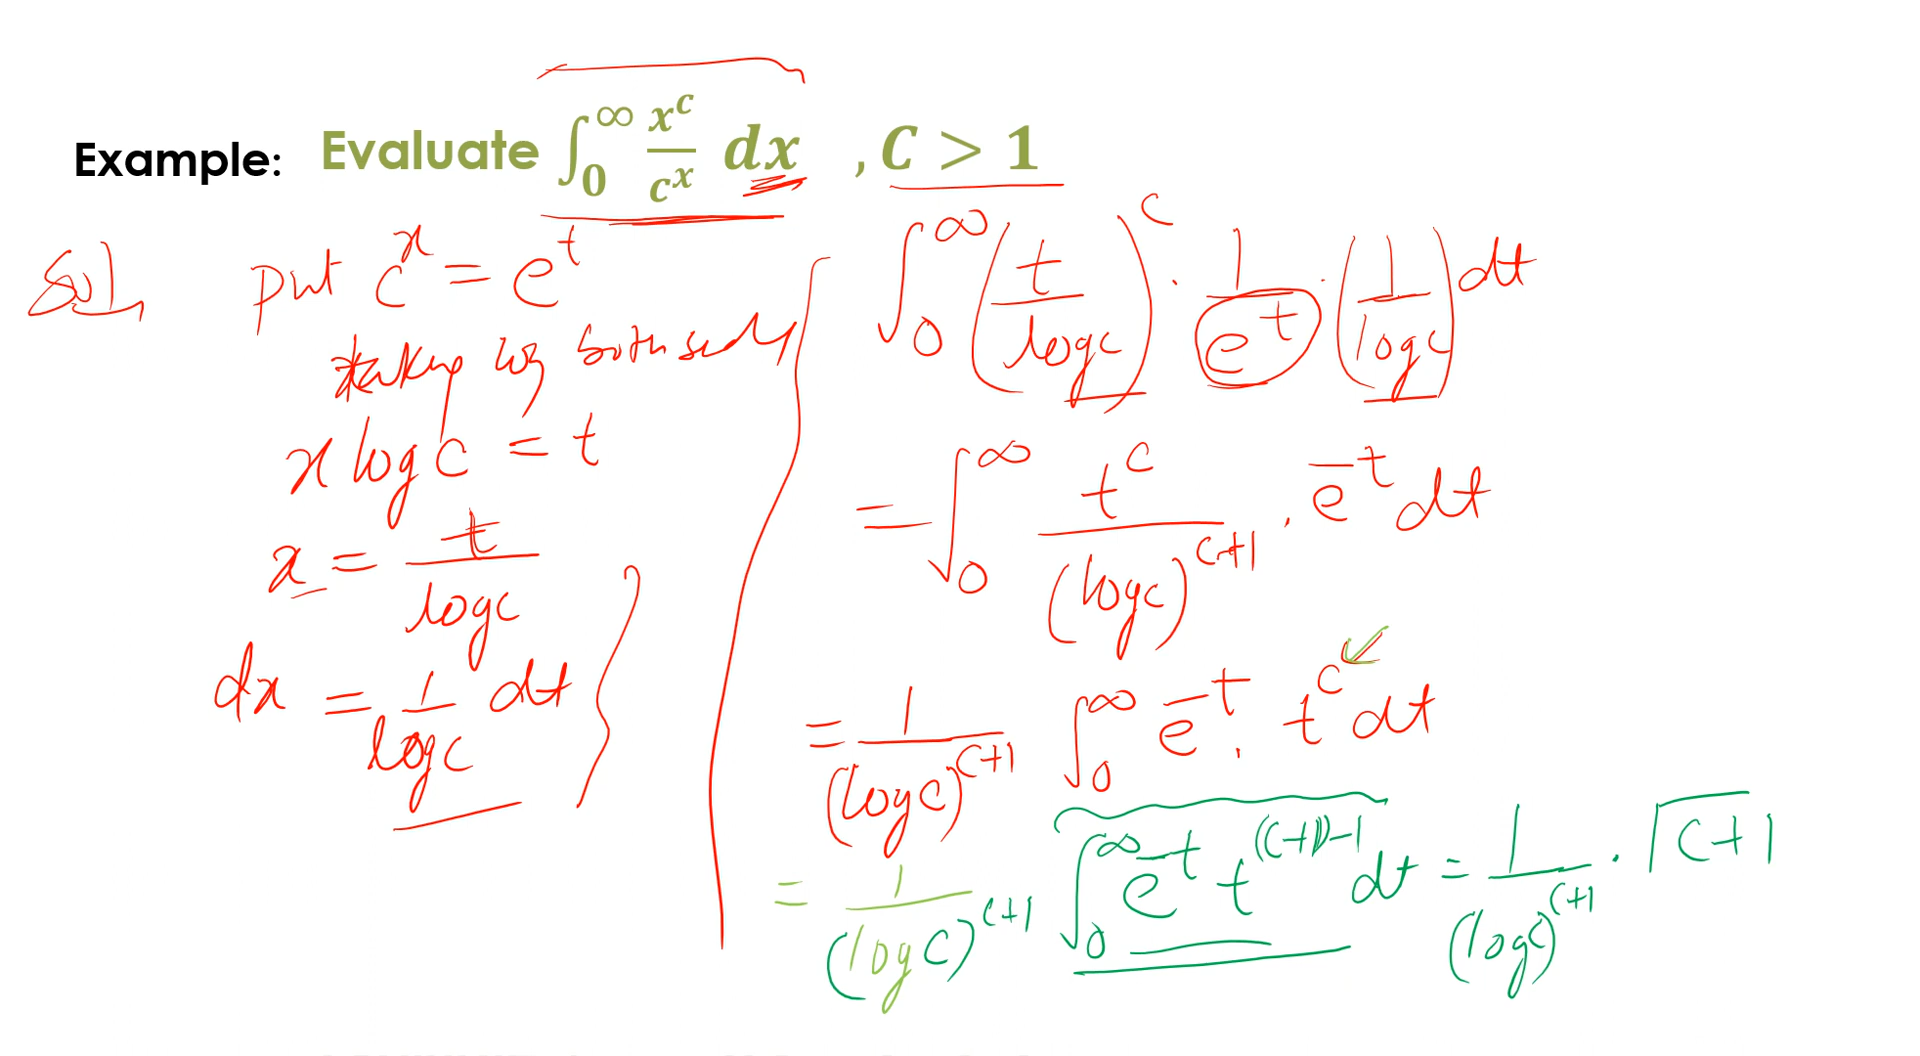 Example: Evaluate ∫₀^∞ x^c/c^x dx , C > 1
Sol,
put c^x = e^t
taking log both sides
x log c = t
x = t/log c
dx = 1/log c dt
∫₀^∞ (t/log c)^c · 1/e^t · (1/log c) dt
= ∫₀^∞ t^c/(log c)^(c+1) · e^-t dt
= 1/(log c)^(c+1) ∫₀^∞ e^-t . t^c dt
= 1/(log c)^(c+1) ∫₀^∞ e^-t t^((c+1)-1) dt = 1/(log c)^(c+1) · Γ(c+1)